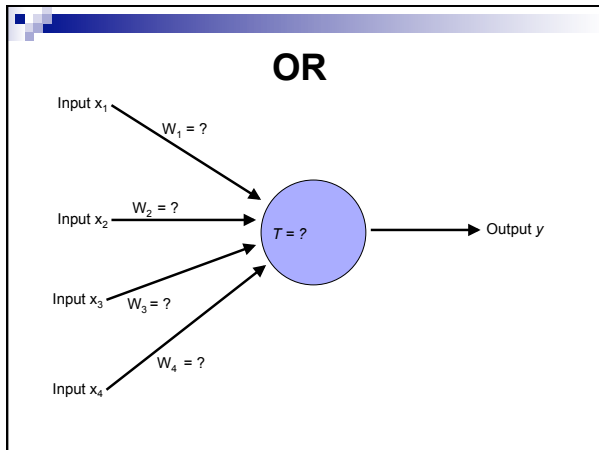 OR
Input x₁
W₁ = ?
Input x₂
W₂ = ?
T = ?
Output y
Input x₃
W₃ = ?
W₄ = ?
Input x₄